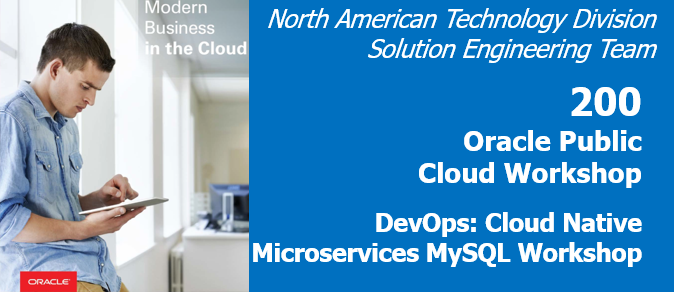 Modern
Business
in the Cloud
North American Technology Division
Solution Engineering Team
200
Oracle Public
Cloud Workshop
DevOps: Cloud Native
Microservices MySQL Workshop
ORACLE